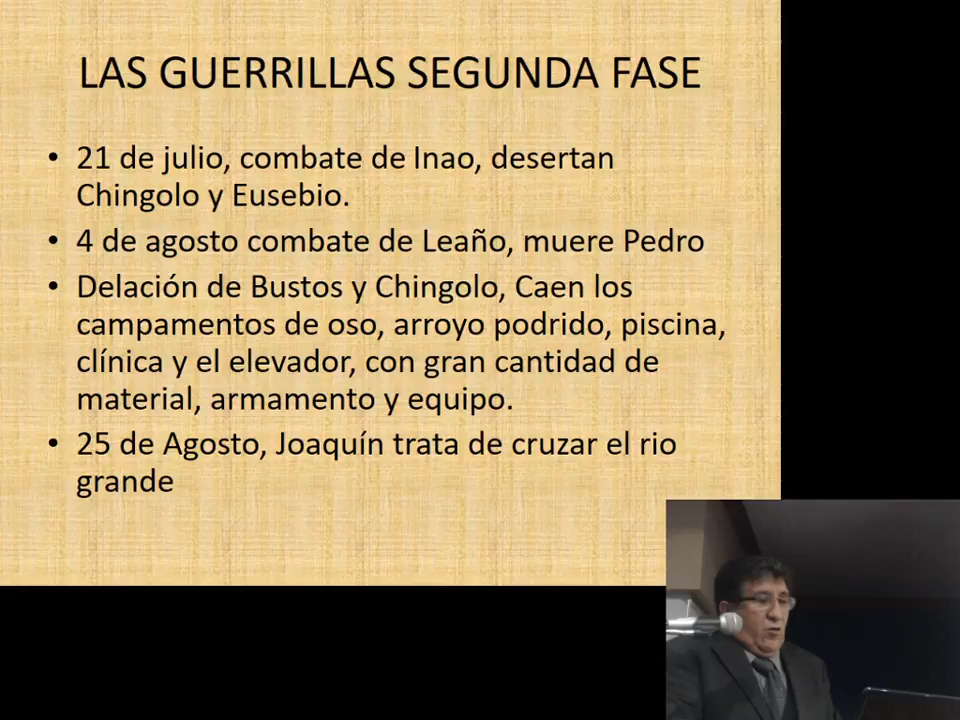 LAS GUERRILLAS SEGUNDA FASE
• 21 de julio, combate de Inao, desertan
Chingolo y Eusebio.
• 4 de agosto combate de Leaño, muere Pedro
• Delación de Bustos y Chingolo, Caen los
campamentos de oso, arroyo podrido, piscina,
clínica y el elevador, con gran cantidad de
material, armamento y equipo.
• 25 de Agosto, Joaquín trata de cruzar el rio
grande